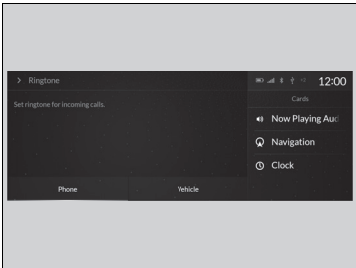 Ringtone
12:00
Set ringtone for incoming calls.
Cards
Now Playing Aud
Navigation
Clock
Phone
Vehicle